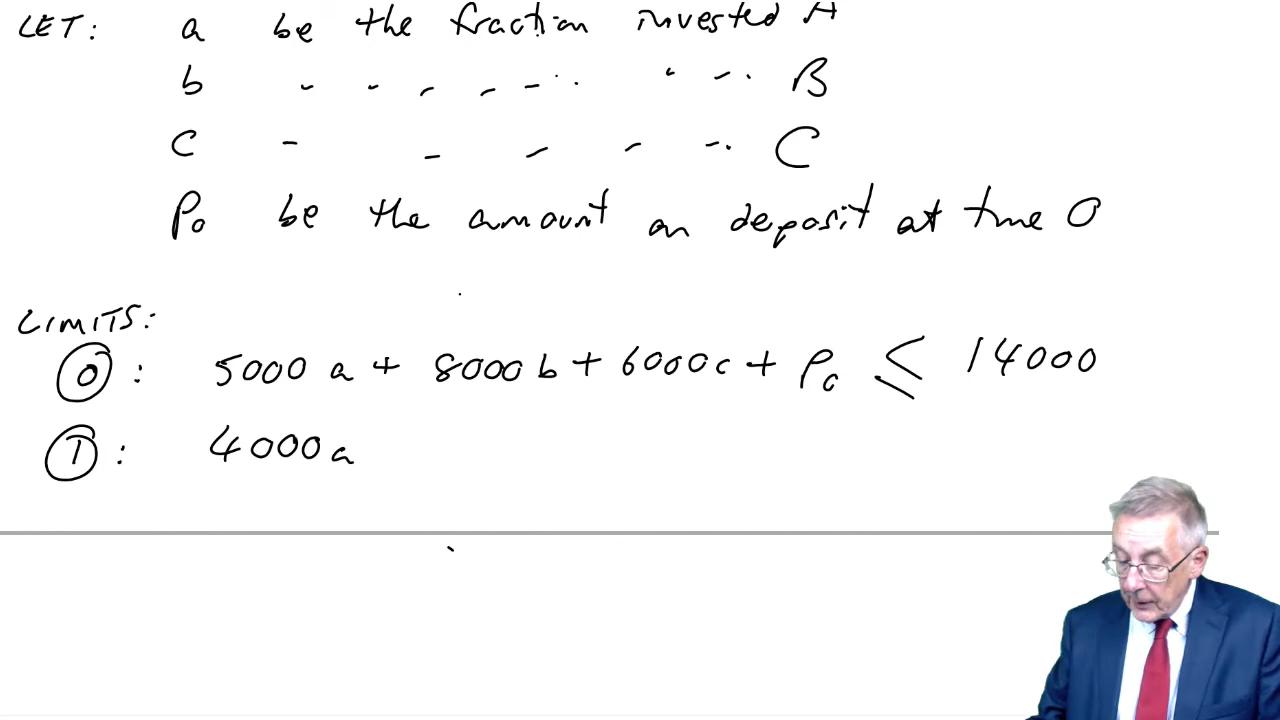 LET: a be the fraction invested A
b " " " " " " " B
c " " " " " C
P0 be the amount on deposit at time 0
LIMITS:
⓪: 5000a + 8000b + 6000c + P0 ≤ 14000
①: 4000a